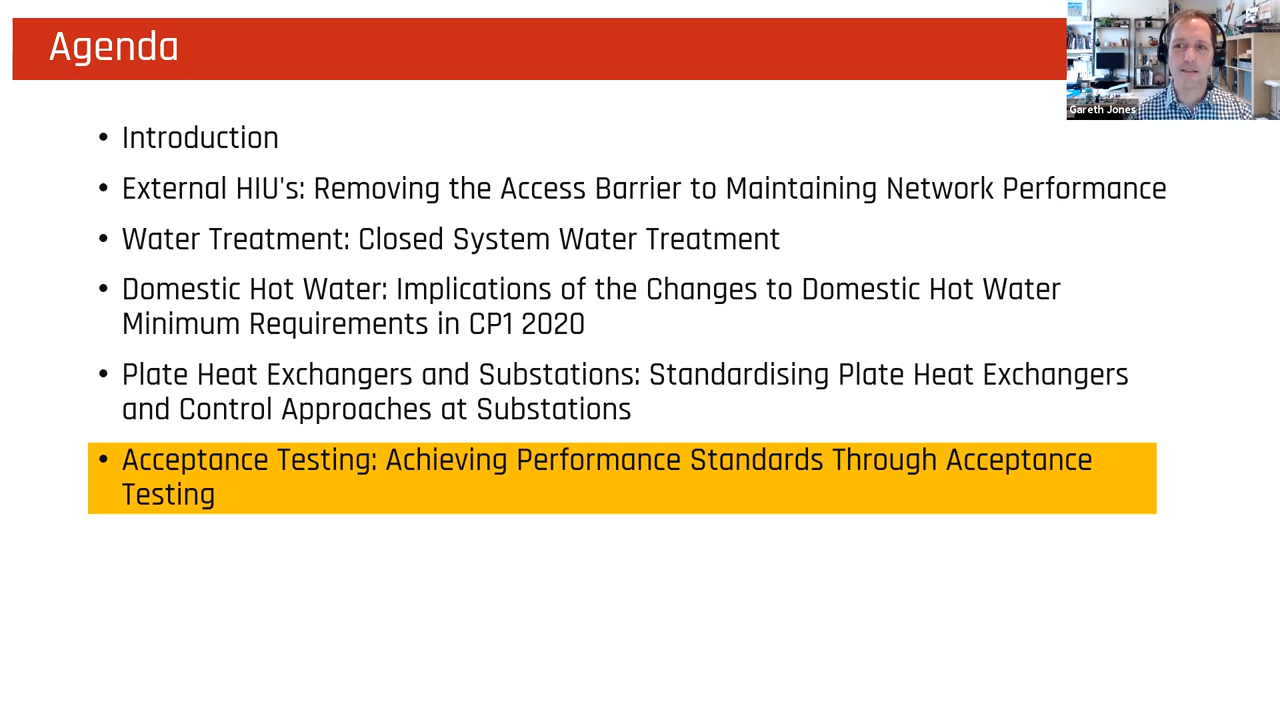 Agenda
Gareth Jones
• Introduction
• External HIU's: Removing the Access Barrier to Maintaining Network Performance
• Water Treatment: Closed System Water Treatment
• Domestic Hot Water: Implications of the Changes to Domestic Hot Water
Minimum Requirements in CP1 2020
• Plate Heat Exchangers and Substations: Standardising Plate Heat Exchangers
and Control Approaches at Substations
• Acceptance Testing: Achieving Performance Standards Through Acceptance
Testing